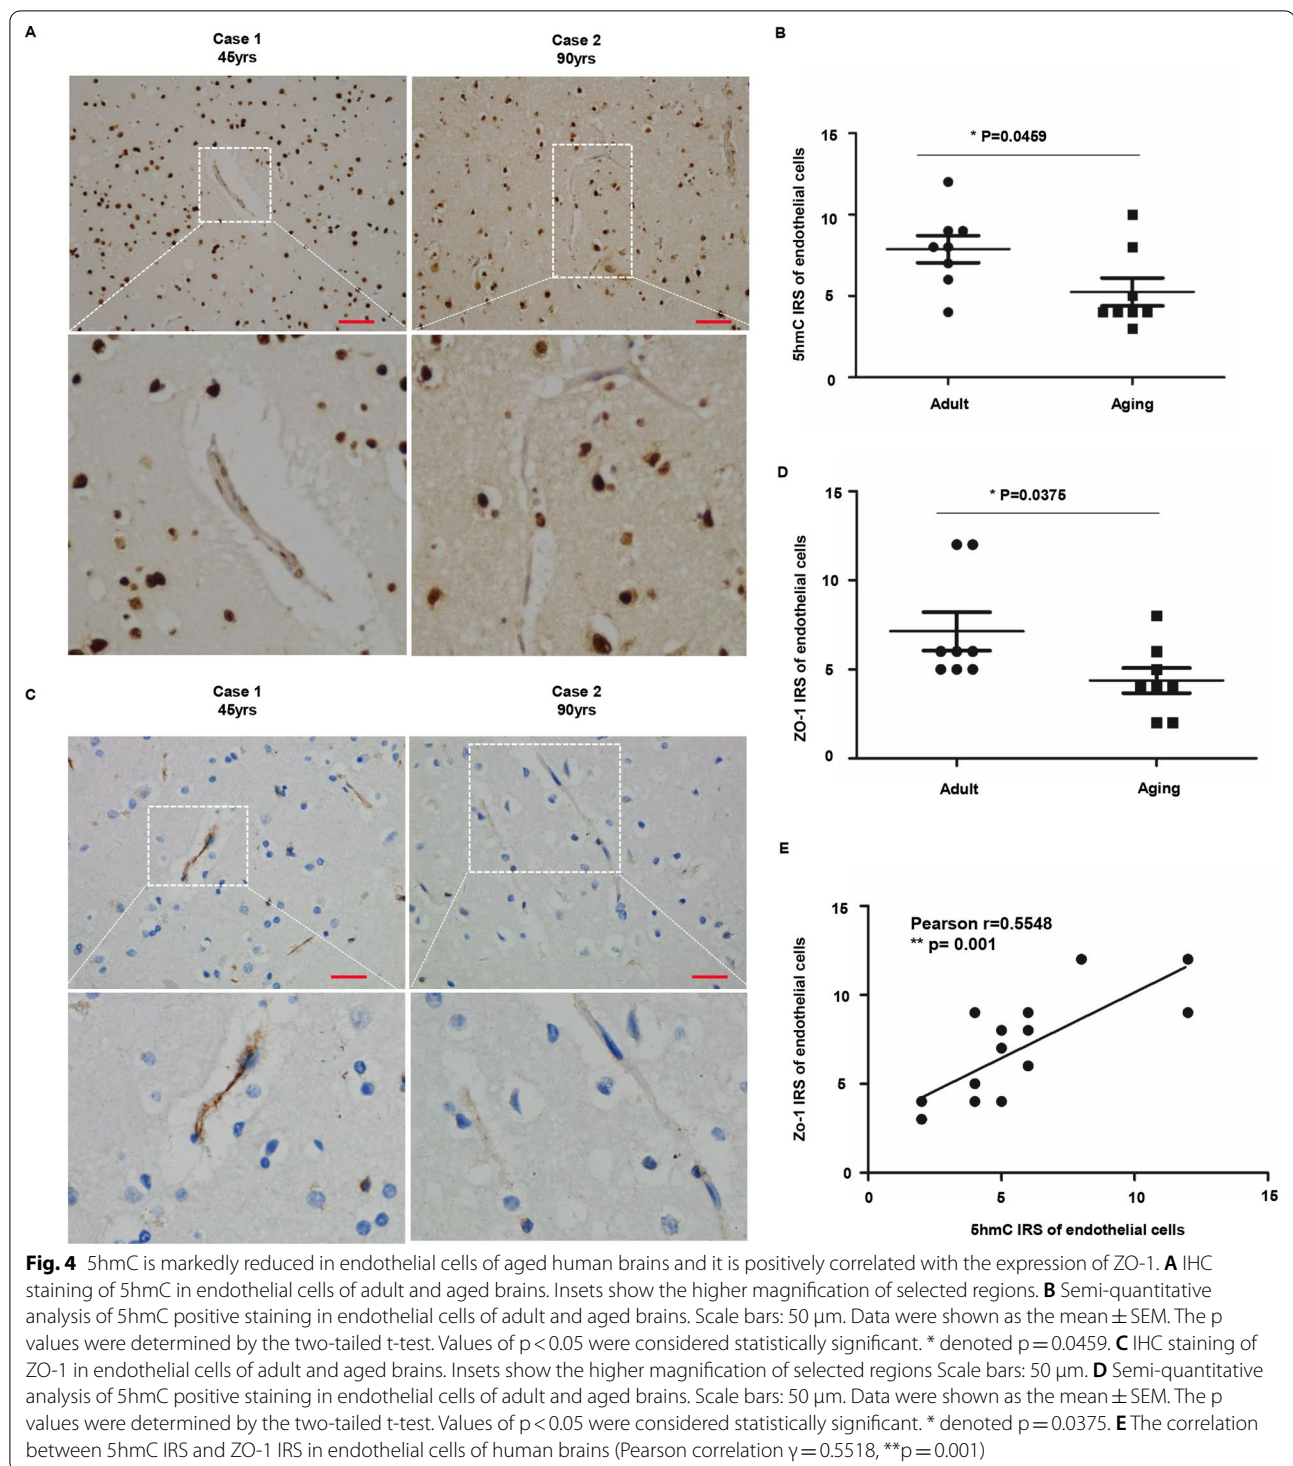 A
Case 1
45yrs
Case 2
90yrs
B
15
10
5
0
5hmC IRS of endothelial cells
* P=0.0459
Adult
Aging
C
Case 1
45yrs
Case 2
90yrs
D
15
10
5
0
ZO-1 IRS of endothelial cells
* P=0.0375
Adult
Aging
E
15
10
5
0
Zo-1 IRS of endothelial cells
Pearson r=0.5548
** p= 0.001
0
5
10
15
5hmC IRS of endothelial cells
Fig. 4 5hmC is markedly reduced in endothelial cells of aged human brains and it is positively correlated with the expression of ZO-1. A IHC
staining of 5hmC in endothelial cells of adult and aged brains. Insets show the higher magnification of selected regions. B Semi-quantitative
analysis of 5hmC positive staining in endothelial cells of adult and aged brains. Scale bars: 50 µm. Data were shown as the mean ± SEM. The p
values were determined by the two-tailed t-test. Values of p < 0.05 were considered statistically significant. * denoted p = 0.0459. C IHC staining of
ZO-1 in endothelial cells of adult and aged brains. Insets show the higher magnification of selected regions Scale bars: 50 µm. D Semi-quantitative
analysis of 5hmC positive staining in endothelial cells of adult and aged brains. Scale bars: 50 µm. Data were shown as the mean ± SEM. The p
values were determined by the two-tailed t-test. Values of p < 0.05 were considered statistically significant. * denoted p = 0.0375. E The correlation
between 5hmC IRS and ZO-1 IRS in endothelial cells of human brains (Pearson correlation γ = 0.5518, **p = 0.001)